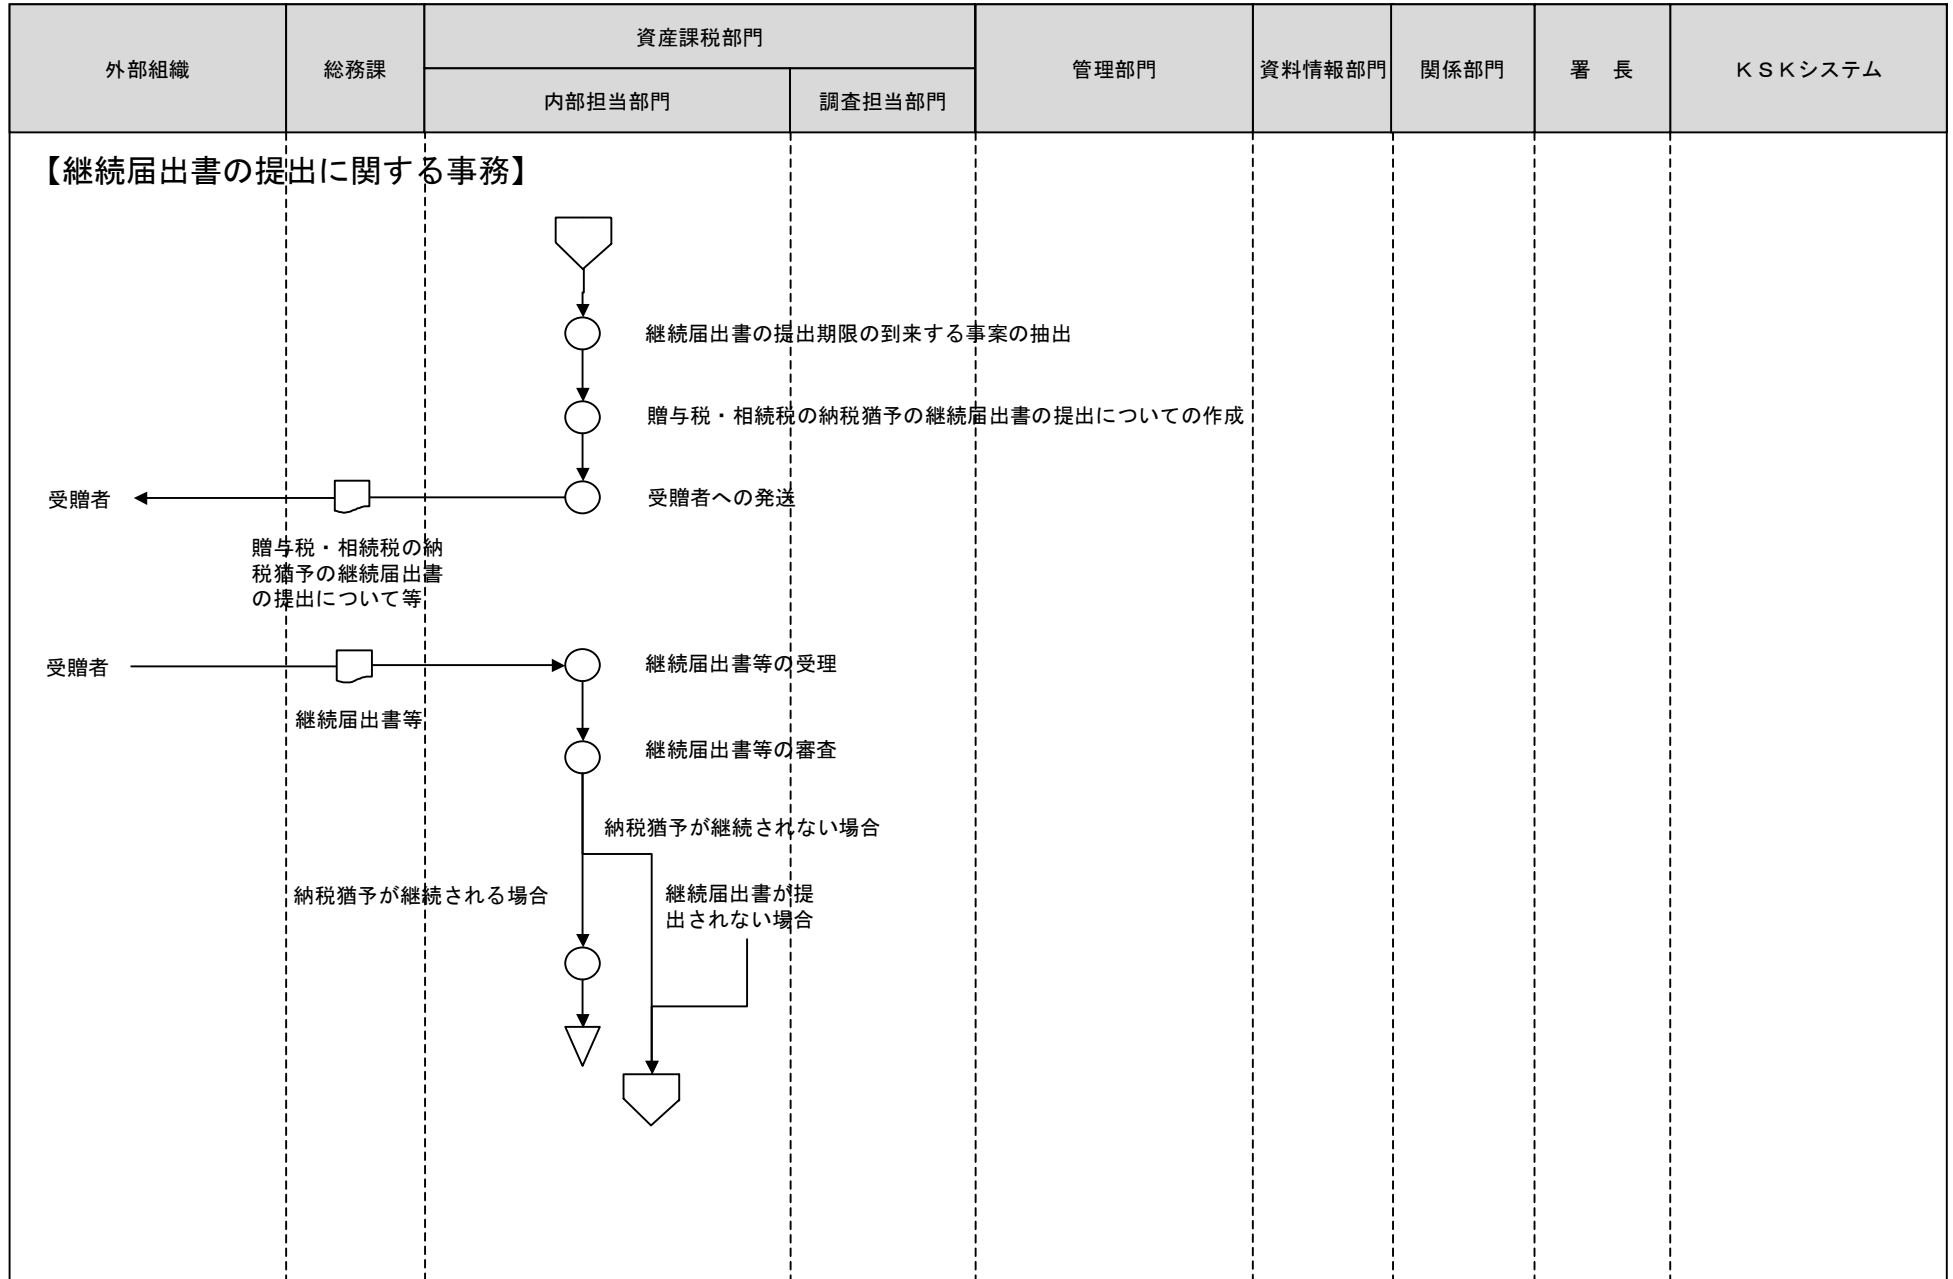 外部組織
総務課
資産課税部門
内部担当部門
調査担当部門
管理部門
資料情報部門
関係部門
署　長
ＫＳＫシステム
【継続届出書の提出に関する事務】
継続届出書の提出期限の到来する事案の抽出
贈与税・相続税の納税猶予の継続届出書の提出についての作成
受贈者
受贈者への発送
贈与税・相続税の納
税猶予の継続届出書
の提出について等
受贈者
継続届出書等の受理
継続届出書等
継続届出書等の審査
納税猶予が継続されない場合
納税猶予が継続される場合
継続届出書が提
出されない場合